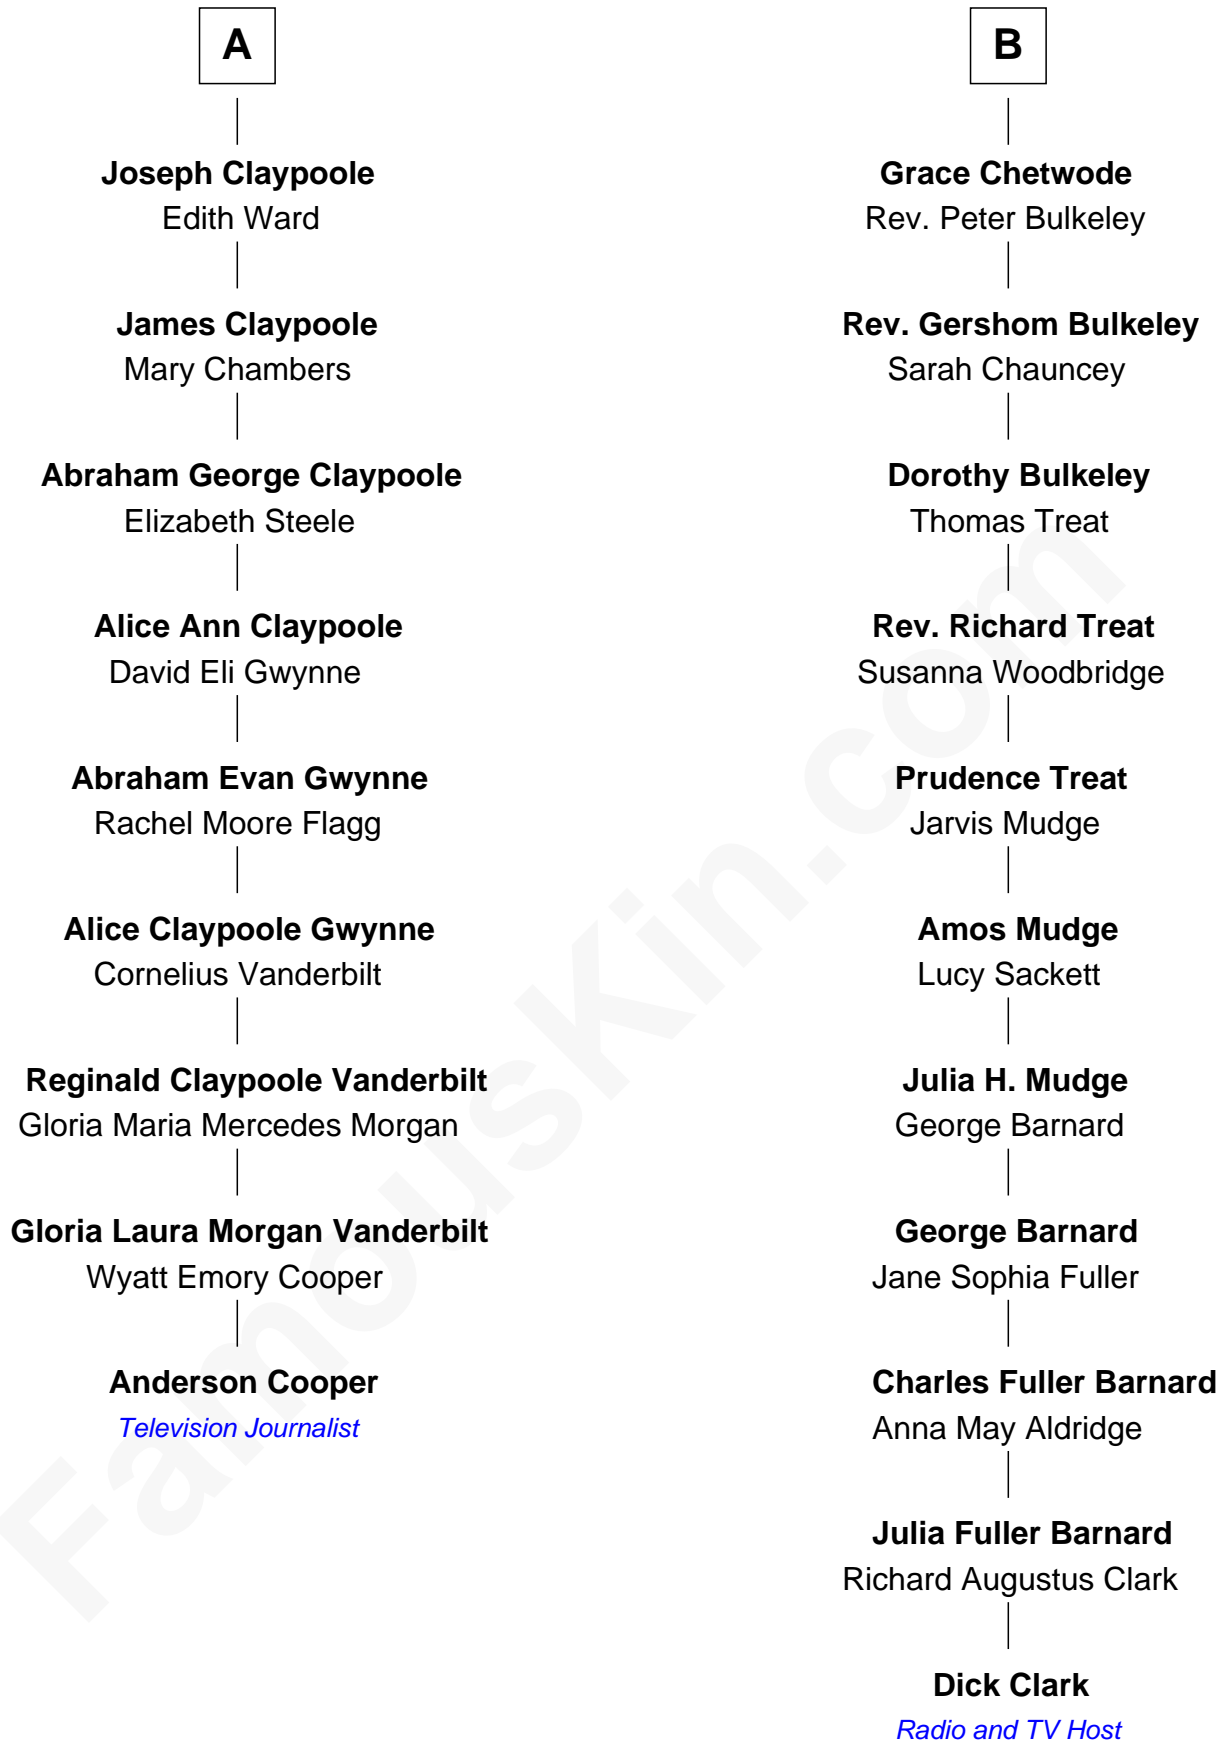 A
Joseph Claypoole
Edith Ward
James Claypoole
Mary Chambers
Abraham George Claypoole
Elizabeth Steele
Alice Ann Claypoole
David Eli Gwynne
Abraham Evan Gwynne
Rachel Moore Flagg
Alice Claypoole Gwynne
Cornelius Vanderbilt
Reginald Claypoole Vanderbilt
Gloria Maria Mercedes Morgan
Gloria Laura Morgan Vanderbilt
Wyatt Emory Cooper
Anderson Cooper
Television Journalist
B
Grace Chetwode
Rev. Peter Bulkeley
Rev. Gershom Bulkeley
Sarah Chauncey
Dorothy Bulkeley
Thomas Treat
Rev. Richard Treat
Susanna Woodbridge
Prudence Treat
Jarvis Mudge
Amos Mudge
Lucy Sackett
Julia H. Mudge
George Barnard
George Barnard
Jane Sophia Fuller
Charles Fuller Barnard
Anna May Aldridge
Julia Fuller Barnard
Richard Augustus Clark
Dick Clark
Radio and TV Host
FamousKin.com